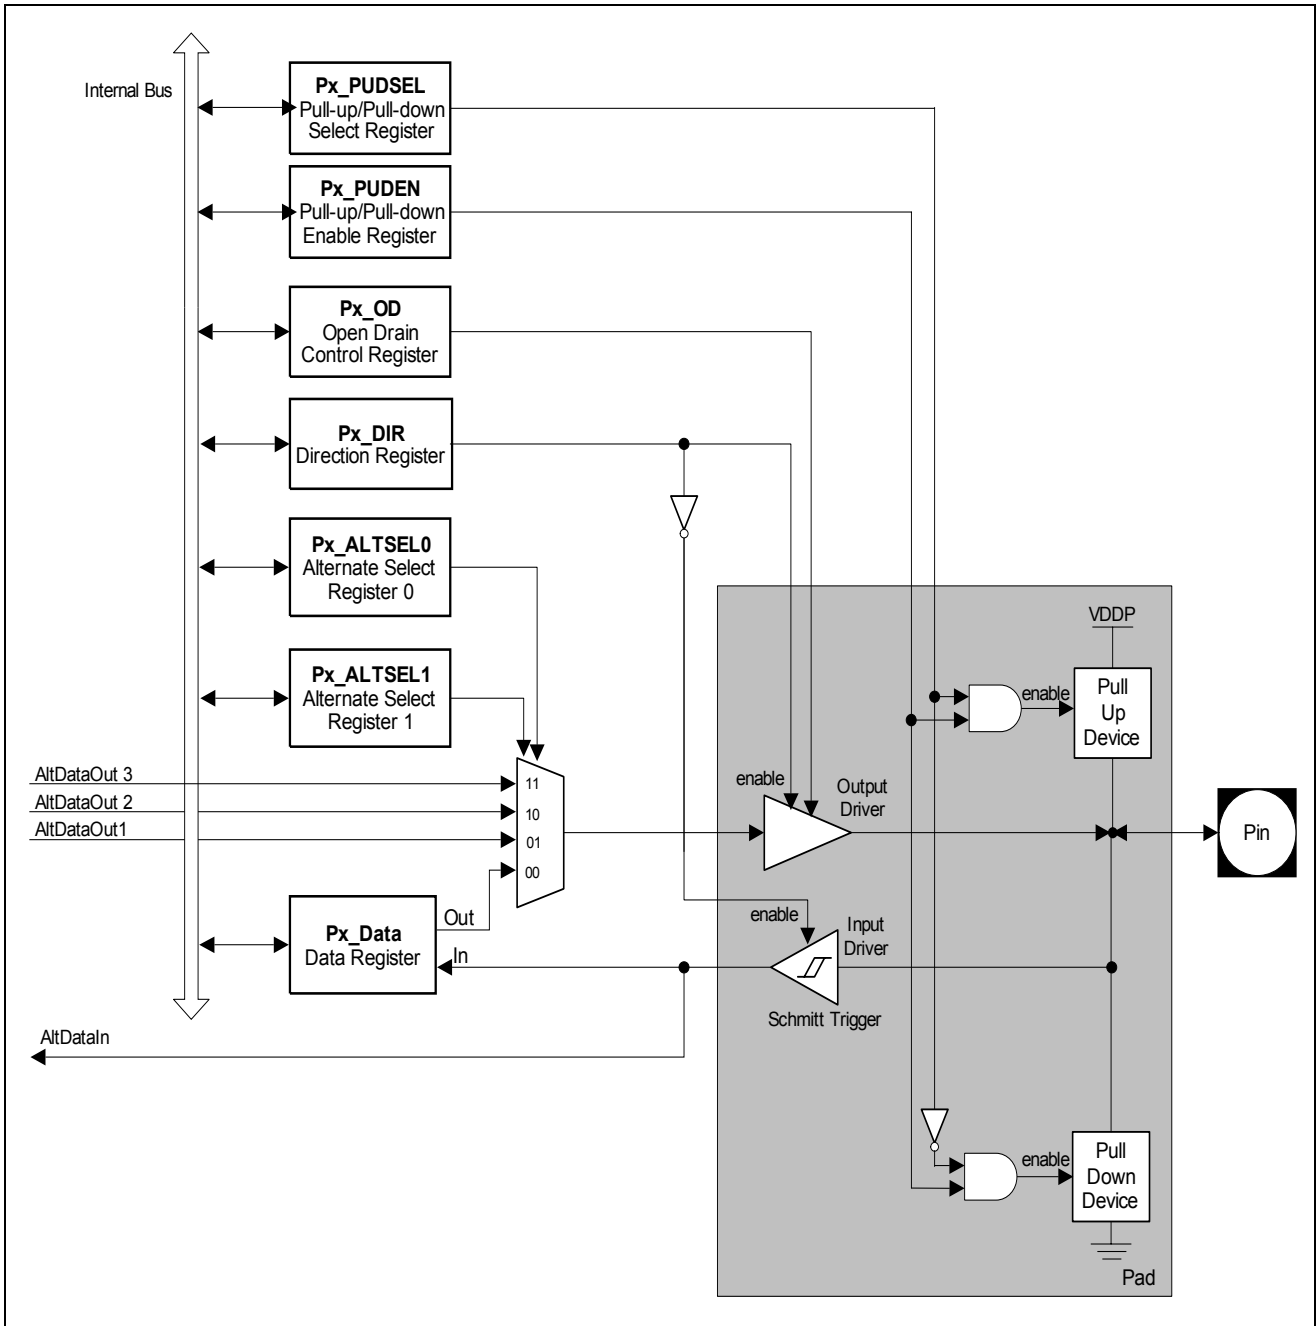 Internal Bus
Px_PUDSEL
Pull-up/Pull-down
Select Register
Px_PUDEN
Pull-up/Pull-down
Enable Register
Px_OD
Open Drain
Control Register
Px_DIR
Direction Register
Px_ALTSEL0
Alternate Select
Register 0
Px_ALTSEL1
Alternate Select
Register 1
AltDataOut 3
AltDataOut 2
AltDataOut1
11
10
01
00
Px_Data
Data Register
Out
In
AltDataIn
enable
Output
Driver
enable
Input
Driver
Schmitt Trigger
VDDP
enable
Pull
Up
Device
Pin
enable
Pull
Down
Device
Pad